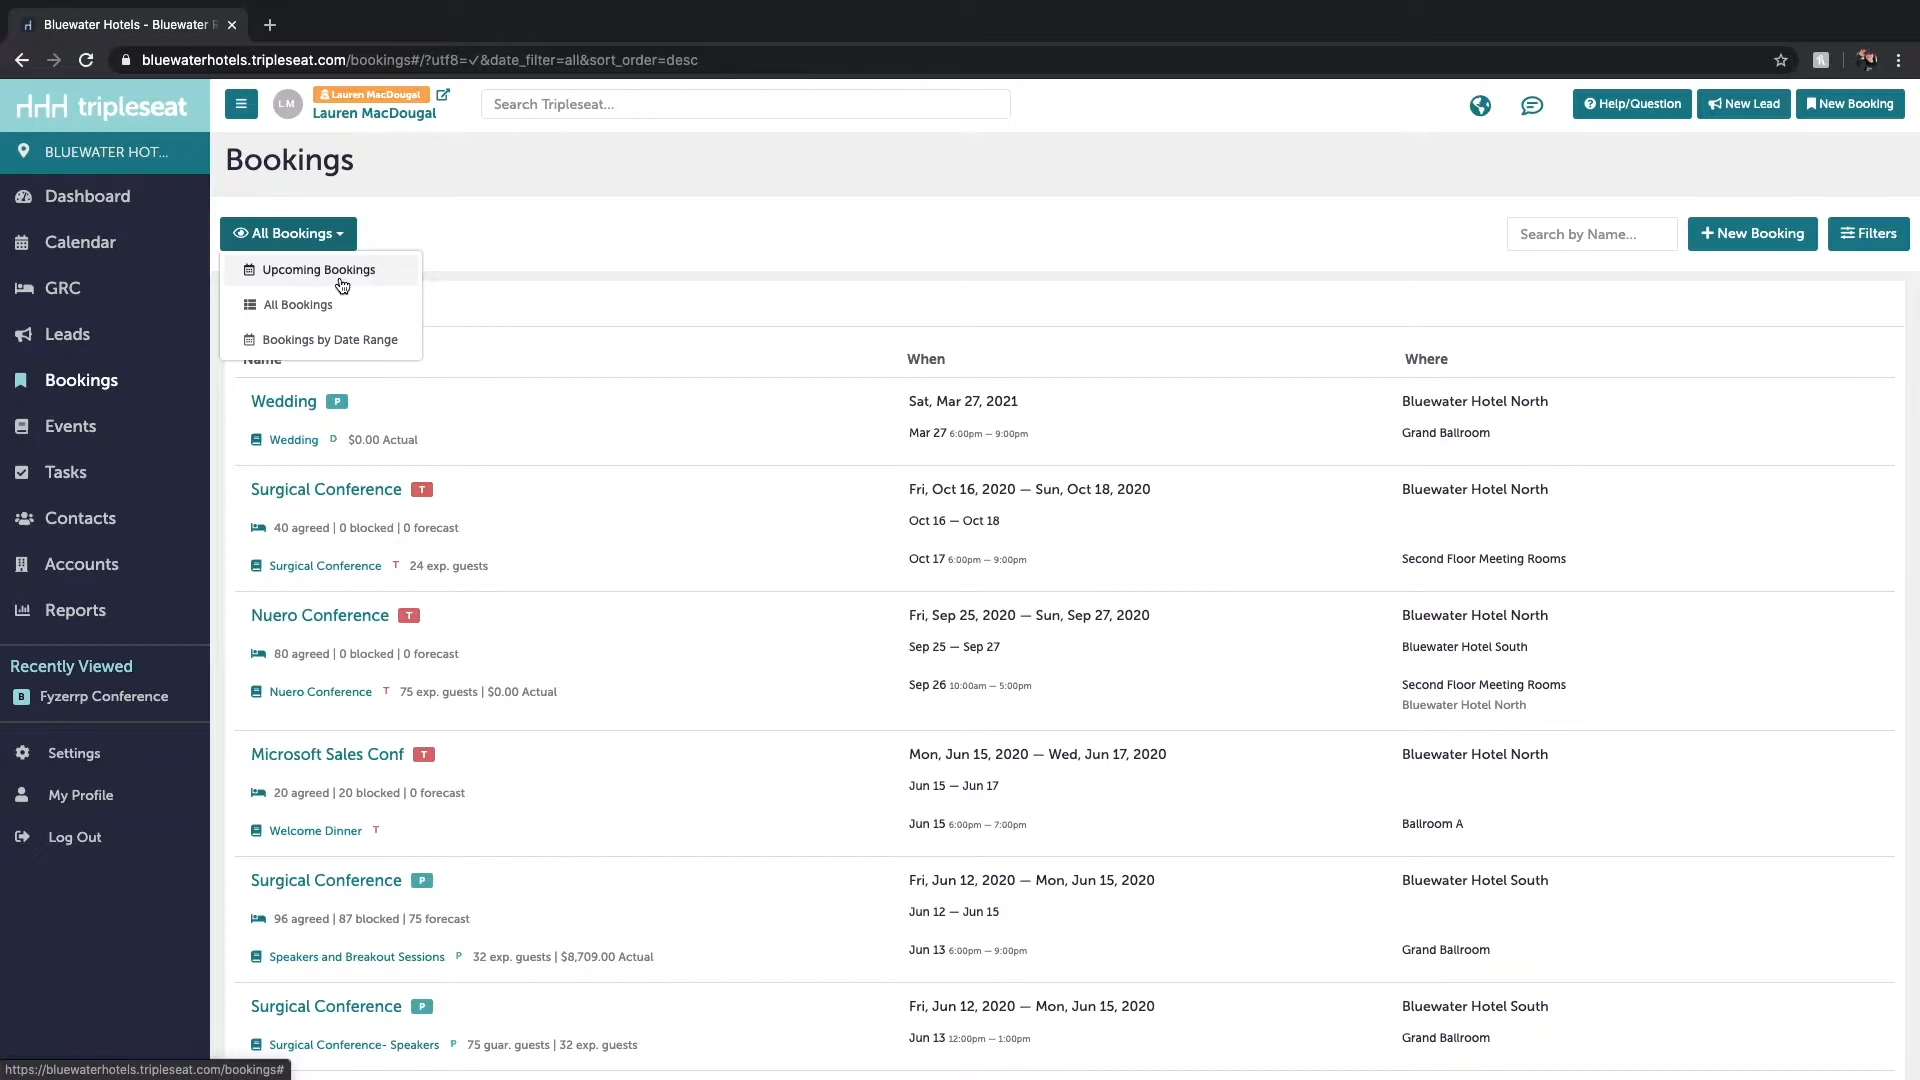 Bluewater Hotels - Bluewater R
bluewaterhotels.tripleseat.com/bookings#/?utf8=✓&date_filter=all&sort_order=desc
tripleseat
LM
Lauren MacDougal
Lauren MacDougal
Search Tripleseat...
Help/Question
New Lead
New Booking
BLUEWATER HOT...
Dashboard
Calendar
GRC
Leads
Bookings
Events
Tasks
Contacts
Accounts
Reports
Recently Viewed
B Fyzerrp Conference
Settings
My Profile
Log Out
Bookings
All Bookings
Search by Name...
+ New Booking
Filters
Upcoming Bookings
All Bookings
Bookings by Date Range
Name When Where
Wedding P Sat, Mar 27, 2021 Bluewater Hotel North
Mar 27 6:00pm — 9:00pm Grand Ballroom
Wedding D $0.00 Actual
Surgical Conference T Fri, Oct 16, 2020 — Sun, Oct 18, 2020 Bluewater Hotel North
40 agreed | 0 blocked | 0 forecast Oct 16 — Oct 18
Surgical Conference T 24 exp. guests Oct 17 6:00pm — 9:00pm Second Floor Meeting Rooms
Nuero Conference T Fri, Sep 25, 2020 — Sun, Sep 27, 2020 Bluewater Hotel North
80 agreed | 0 blocked | 0 forecast Sep 25 — Sep 27 Bluewater Hotel South
Nuero Conference T 75 exp. guests | $0.00 Actual Sep 26 10:00am — 5:00pm Second Floor Meeting Rooms
Bluewater Hotel North
Microsoft Sales Conf T Mon, Jun 15, 2020 — Wed, Jun 17, 2020 Bluewater Hotel North
20 agreed | 20 blocked | 0 forecast Jun 15 — Jun 17
Welcome Dinner T Jun 15 6:00pm — 7:00pm Ballroom A
Surgical Conference P Fri, Jun 12, 2020 — Mon, Jun 15, 2020 Bluewater Hotel South
96 agreed | 87 blocked | 75 forecast Jun 12 — Jun 15
Speakers and Breakout Sessions P 32 exp. guests | $8,709.00 Actual Jun 13 6:00pm — 9:00pm Grand Ballroom
Surgical Conference P Fri, Jun 12, 2020 — Mon, Jun 15, 2020 Bluewater Hotel South
Surgical Conference- Speakers P 75 guar. guests | 32 exp. guests Jun 13 12:00pm — 1:00pm Grand Ballroom
https://bluewaterhotels.tripleseat.com/bookings#